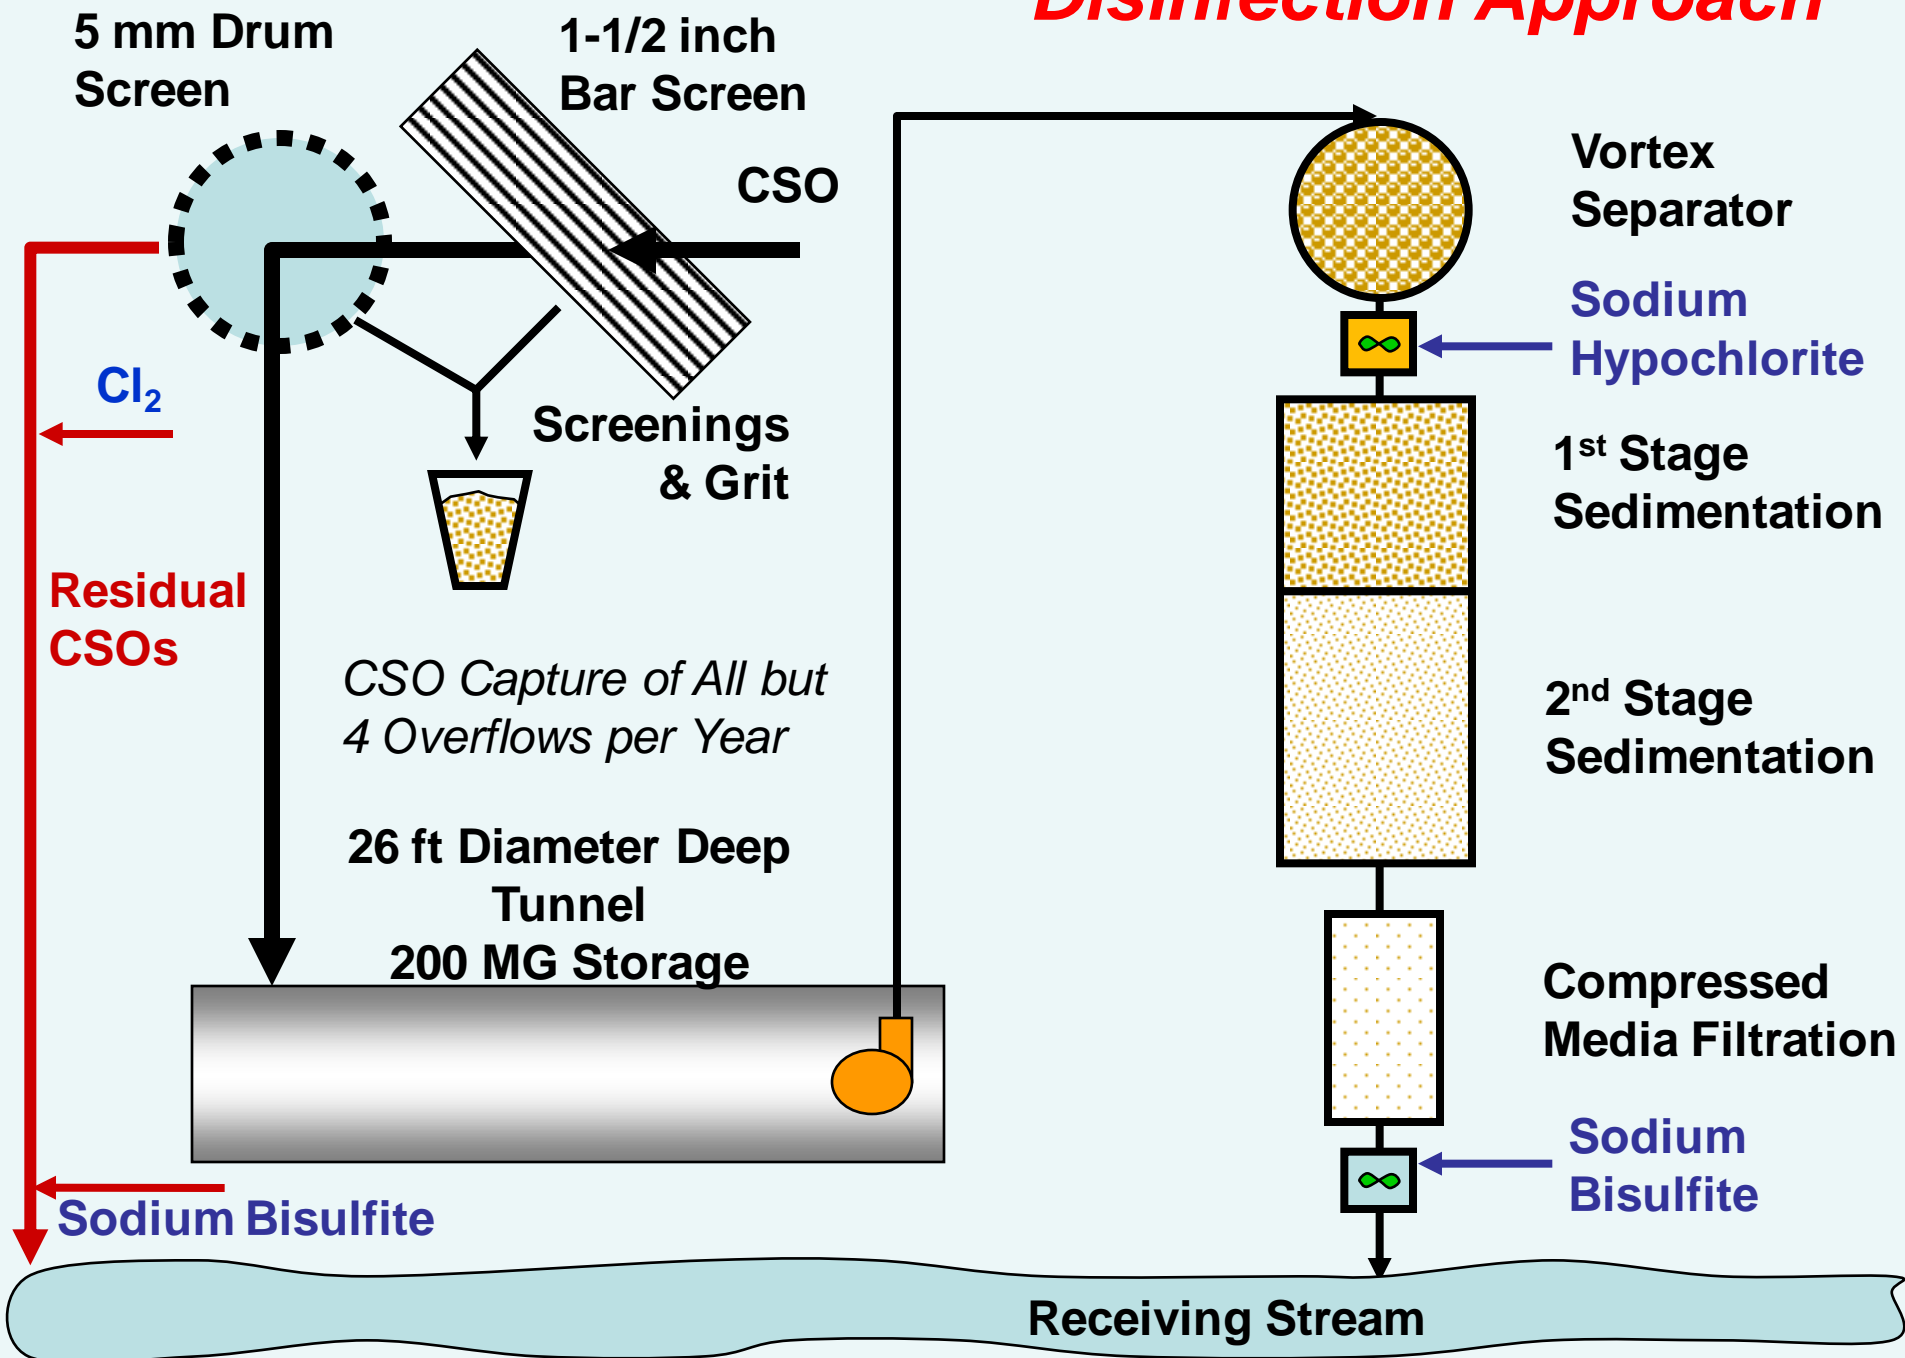 Disinfection Approach
5 mm Drum
Screen
1-1/2 inch
Bar Screen
CSO
Cl₂
Screenings
& Grit
Residual
CSOs
CSO Capture of All but
4 Overflows per Year
26 ft Diameter Deep
Tunnel
200 MG Storage
Sodium Bisulfite
Vortex
Separator
Sodium
Hypochlorite
1st Stage
Sedimentation
2nd Stage
Sedimentation
Compressed
Media Filtration
Sodium
Bisulfite
Receiving Stream